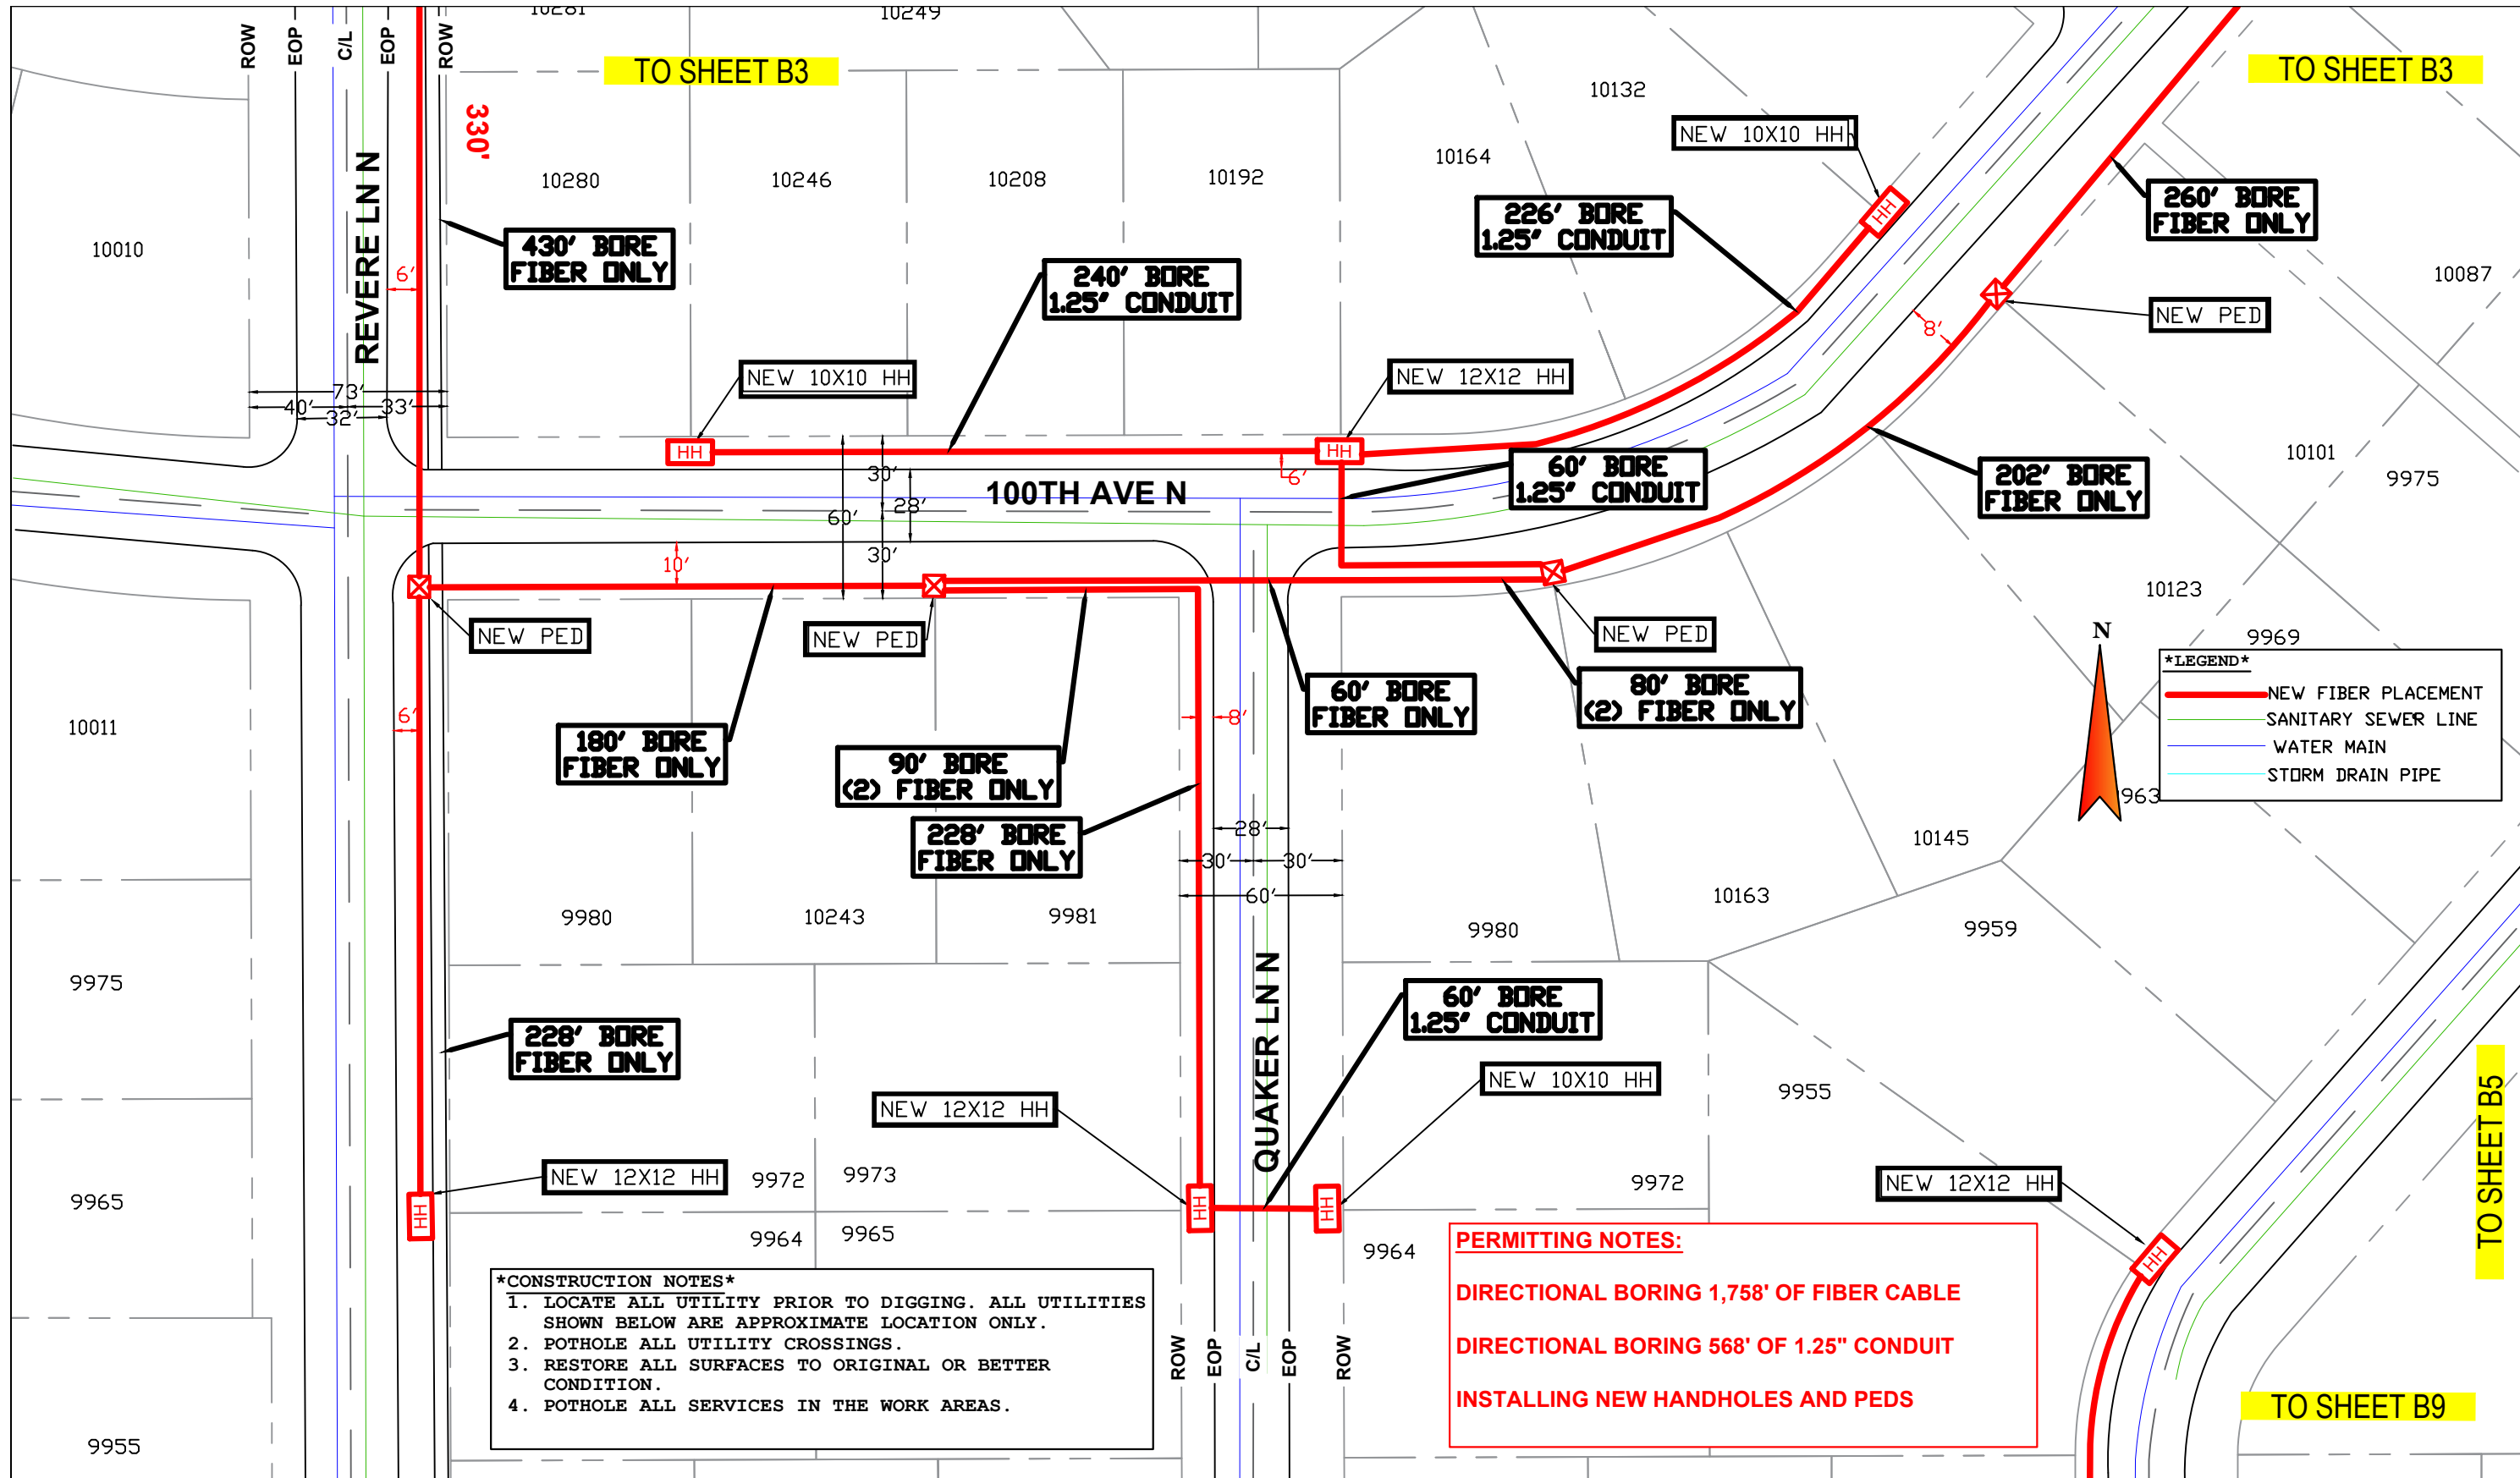 10281
10249
ROW
EOP
C/L
EOP
ROW
TO SHEET B3
TO SHEET B3
10132
330'
NEW 10X10 HH
10164
10280
10246
10208
10192
226' BORE
1.25" CONDUIT
260' BORE
FIBER ONLY
HH
REVERE LN N
10010
430' BORE
FIBER ONLY
6'
240' BORE
1.25" CONDUIT
10087
NEW PED
8'
NEW 10X10 HH
NEW 12X12 HH
73'
40'
33'
32'
HH
HH
30'
6'
60' BORE
1.25" CONDUIT
10101
202' BORE
FIBER ONLY
9975
100TH AVE N
28'
60'
30'
10'
10123
NEW PED
NEW PED
NEW PED
N
9969
*LEGEND*
NEW FIBER PLACEMENT
SANITARY SEWER LINE
WATER MAIN
STORM DRAIN PIPE
963
10011
6'
180' BORE
FIBER ONLY
90' BORE
(2) FIBER ONLY
8'
60' BORE
FIBER ONLY
80' BORE
(2) FIBER ONLY
228' BORE
FIBER ONLY
28'
30'
30'
60'
10145
10163
9980
10243
9981
9980
9959
9975
QUAKER LN N
60' BORE
1.25" CONDUIT
228' BORE
FIBER ONLY
NEW 10X10 HH
9955
NEW 12X12 HH
TO SHEET B5
NEW 12X12 HH
9972
9973
9972
NEW 12X12 HH
9965
HH
HH
HH
9964
9965
9964
HH
*CONSTRUCTION NOTES*
1. LOCATE ALL UTILITY PRIOR TO DIGGING. ALL UTILITIES
SHOWN BELOW ARE APPROXIMATE LOCATION ONLY.
2. POTHOLE ALL UTILITY CROSSINGS.
3. RESTORE ALL SURFACES TO ORIGINAL OR BETTER
CONDITION.
4. POTHOLE ALL SERVICES IN THE WORK AREAS.
ROW
EOP
C/L
EOP
ROW
PERMITTING NOTES:
DIRECTIONAL BORING 1,758' OF FIBER CABLE
DIRECTIONAL BORING 568' OF 1.25" CONDUIT
INSTALLING NEW HANDHOLES AND PEDS
TO SHEET B9
9955